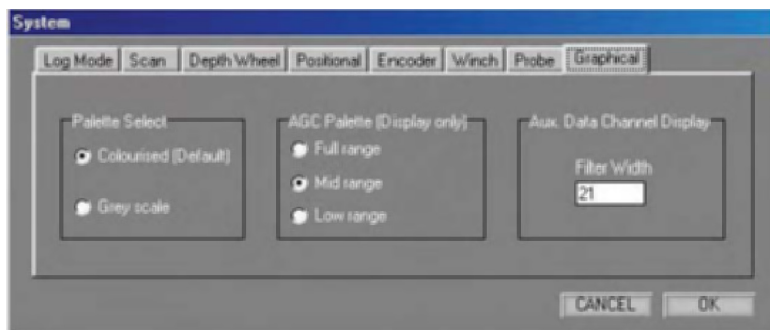 System
Log Mode Scan Depth Wheel Positional Encoder Winch Probe Graphical
Palette Select
Colourised (Default)
Grey scale
AGC Palette (Display only)
Full range
Mid range
Low range
Aux. Data Channel Display
Filter Width
21
CANCEL OK